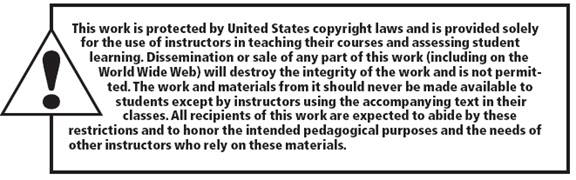 This work is protected by United States copyright laws and is provided solely
for the use of instructors in teaching their courses and assessing student
learning. Dissemination or sale of any part of this work (including on the
World Wide Web) will destroy the integrity of the work and is not permit-
ted. The work and materials from it should never be made available to
students except by instructors using the accompanying text in their
classes. All recipients of this work are expected to abide by these
restrictions and to honor the intended pedagogical purposes and the needs of
other instructors who rely on these materials.